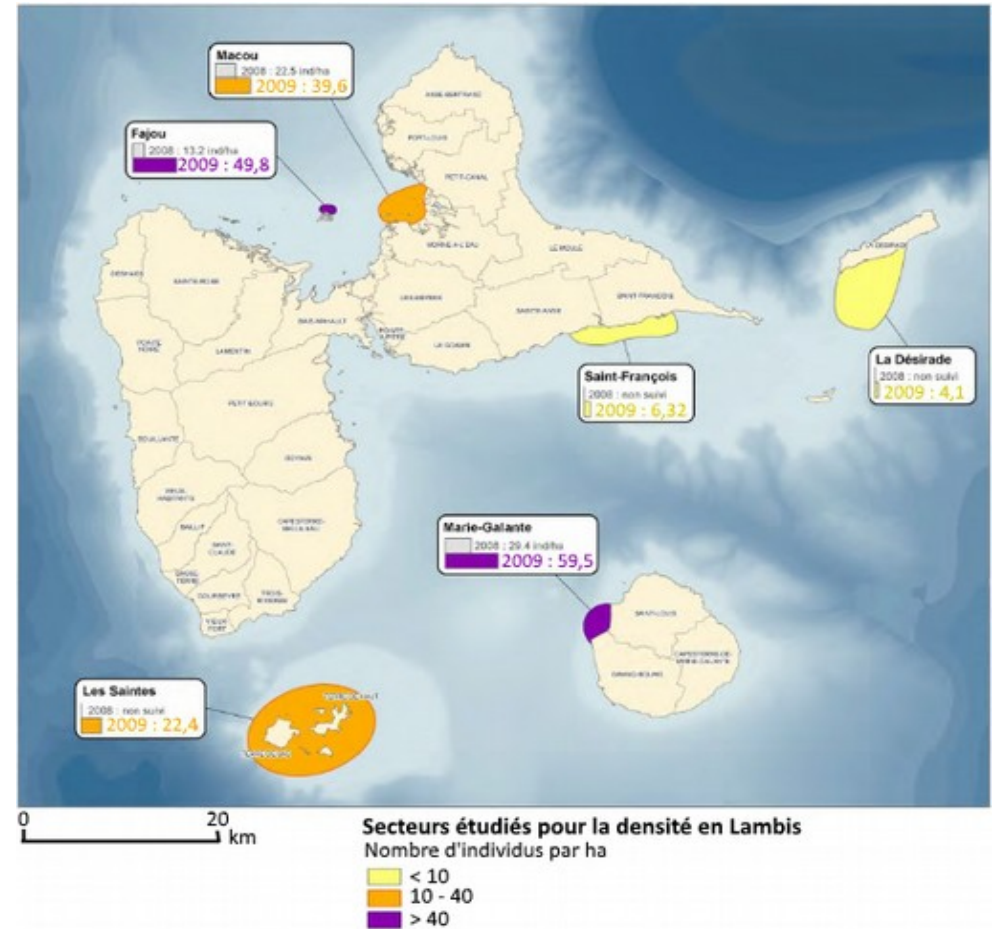 Macou
2008 : 22.5 ind/ha
2009 : 39,6
Fajou
2008 : 13.2 ind/ha
2009 : 49,8
ANSE-BERTRAND
PORT-LOUIS
PETIT-CANAL
MORNE-A-L'EAU
LE MOULE
LES ABYMES
SAINTE-ANNE
SAINT-FRANCOIS
LE GOSIER
BAIE-MAHAULT
DESHAIES
SAINTE-ROSE
LAMENTIN
POINTE NOIRE
PETIT BOURG
BOUILLANTE
GOYAVE
VIEUX-HABITANTS
BAILLIF
SAINT-CLAUDE
CAPESTERRE-BELLE-EAU
BASSE TERRE
GOURBEYRE
TROIS-RIVIERES
VIEUX FORT
LA DESIRADE
Saint-François
2008 : non suivi
2009 : 6,32
La Désirade
2008 : non suivi
2009 : 4,1
Marie-Galante
2008 : 29.4 ind/ha
2009 : 59,5
SAINT-LOUIS
CAPESTERRE-DE-
MARIE-GALANTE
GRAND-BOURG
Les Saintes
2008 : non suivi
2009 : 22,4
0 20 km
Secteurs étudiés pour la densité en Lambis
Nombre d'individus par ha
< 10
10 - 40
> 40